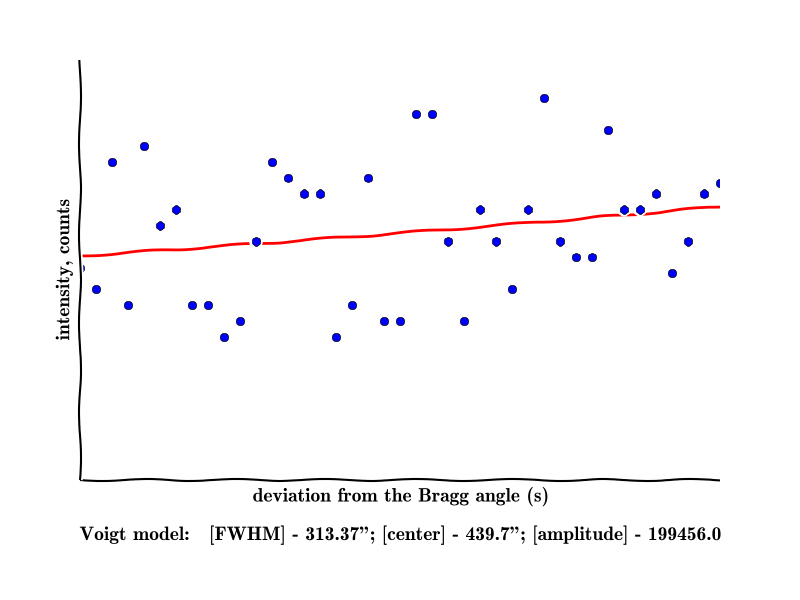 intensity, counts
deviation from the Bragg angle (s)
Voigt model: [FWHM] - 313.37”; [center] - 439.7”; [amplitude] - 199456.0